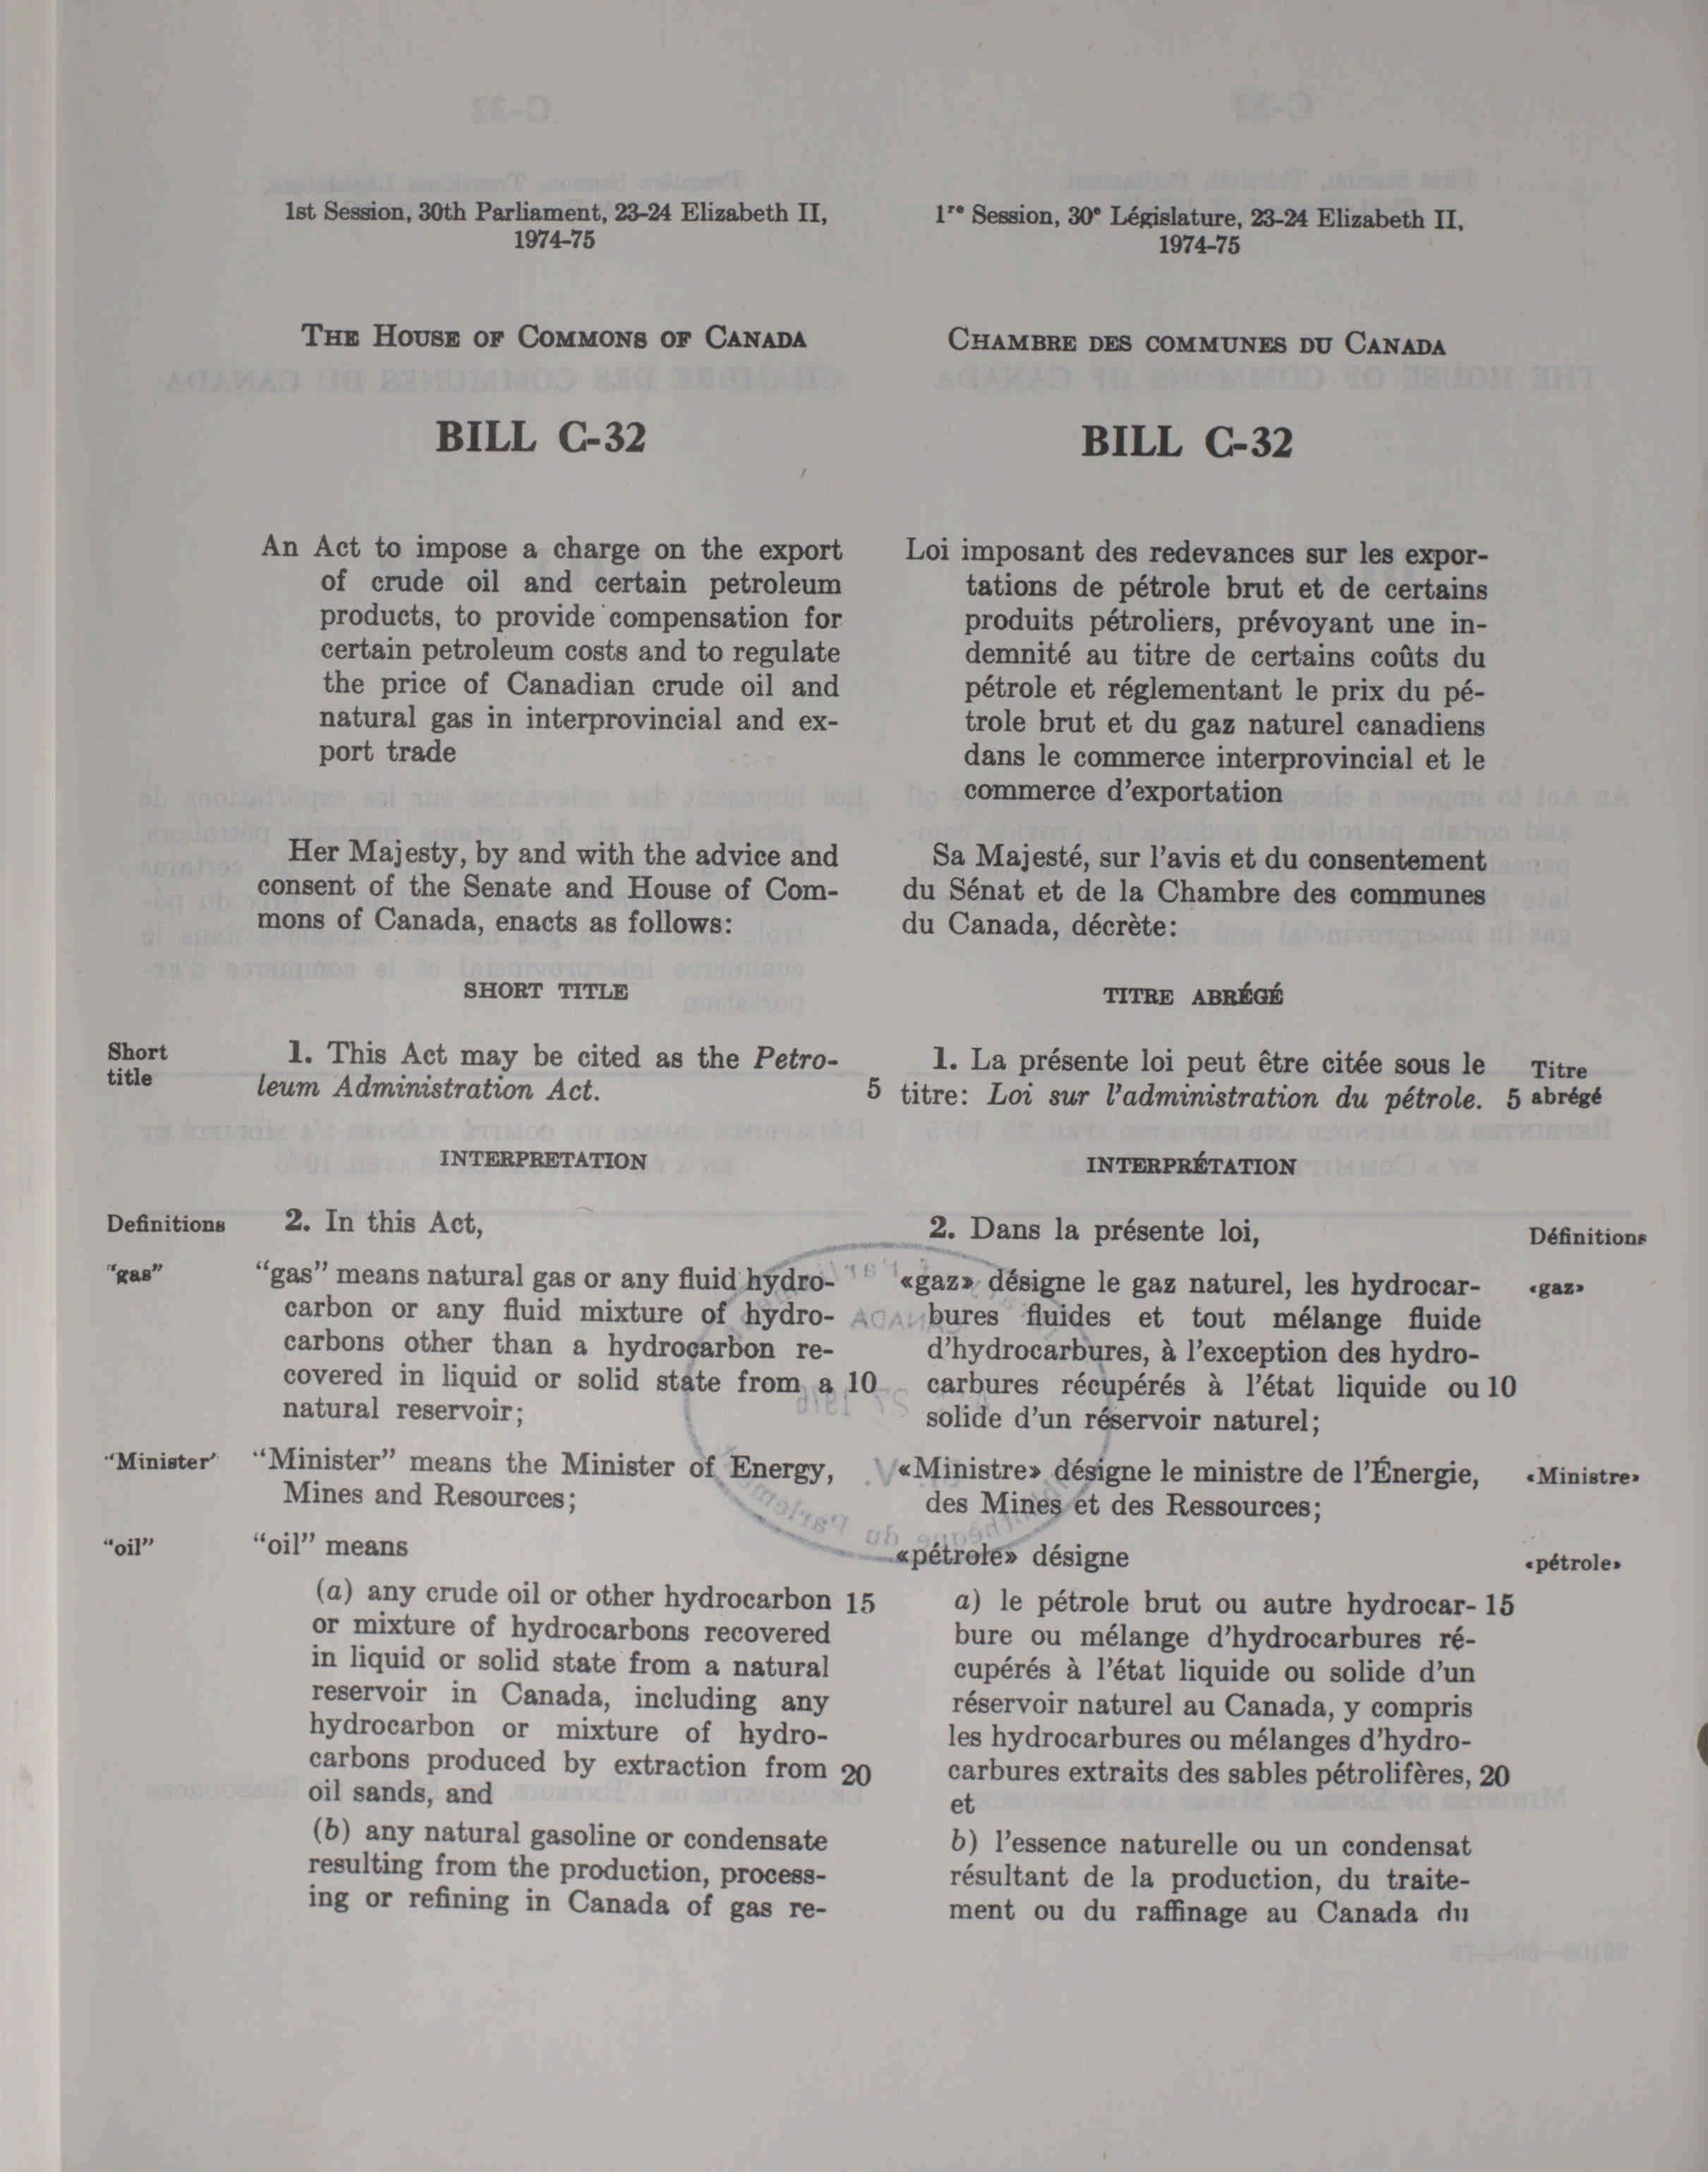 1st Session, 30th Parliament, 23-24 Elizabeth II,
1974-75
THE HOUSE OF COMMONS OF CANADA
BILL C-32
An Act to impose a charge on the export
of crude oil and certain petroleum
products, to provide compensation for
certain petroleum costs and to regulate
the price of Canadian crude oil and
natural gas in interprovincial and ex-
port trade
Her Majesty, by and with the advice and
consent of the Senate and House of Com-
mons of Canada, enacts as follows:
SHORT TITLE
Short
title
1. This Act may be cited as the Petro-
leum Administration Act. 5
INTERPRETATION
Definitions
2. In this Act,
"gas"
"gas" means natural gas or any fluid hydro-
carbon or any fluid mixture of hydro-
carbons other than a hydrocarbon re-
covered in liquid or solid state from a 10
natural reservoir;
"Minister'
"Minister" means the Minister of Energy,
Mines and Resources;
"oil"
"oil" means
(a) any crude oil or other hydrocarbon 15
or mixture of hydrocarbons recovered
in liquid or solid state from a natural
reservoir in Canada, including any
hydrocarbon or mixture of hydro-
carbons produced by extraction from 20
oil sands, and
(b) any natural gasoline or condensate
resulting from the production, process-
ing or refining in Canada of gas re-
1re Session, 30e Législature, 23-24 Elizabeth II,
1974-75
CHAMBRE DES COMMUNES DU CANADA
BILL C-32
Loi imposant des redevances sur les expor-
tations de pétrole brut et de certains
produits pétroliers, prévoyant une in-
demnité au titre de certains coûts du
pétrole et réglementant le prix du pé-
trole brut et du gaz naturel canadiens
dans le commerce interprovincial et le
commerce d'exportation
Sa Majesté, sur l'avis et du consentement
du Sénat et de la Chambre des communes
du Canada, décrète:
TITRE ABRÉGÉ
1. La présente loi peut être citée sous le
titre: Loi sur l'administration du pétrole. 5
Titre
abrégé
INTERPRÉTATION
2. Dans la présente loi,
Définitions
«gaz» désigne le gaz naturel, les hydrocar-
bures fluides et tout mélange fluide
d'hydrocarbures, à l'exception des hydro-
carbures récupérés à l'état liquide ou 10
solide d'un réservoir naturel;
«gaz»
«Ministre» désigne le ministre de l'Énergie,
des Mines et des Ressources;
«Ministre»
«pétrole» désigne
«pétrole»
a) le pétrole brut ou autre hydrocar- 15
bure ou mélange d'hydrocarbures ré-
cupérés à l'état liquide ou solide d'un
réservoir naturel au Canada, y compris
les hydrocarbures ou mélanges d'hydro-
carbures extraits des sables pétrolifères, 20
et
b) l'essence naturelle ou un condensat
résultant de la production, du traite-
ment ou du raffinage au Canada du